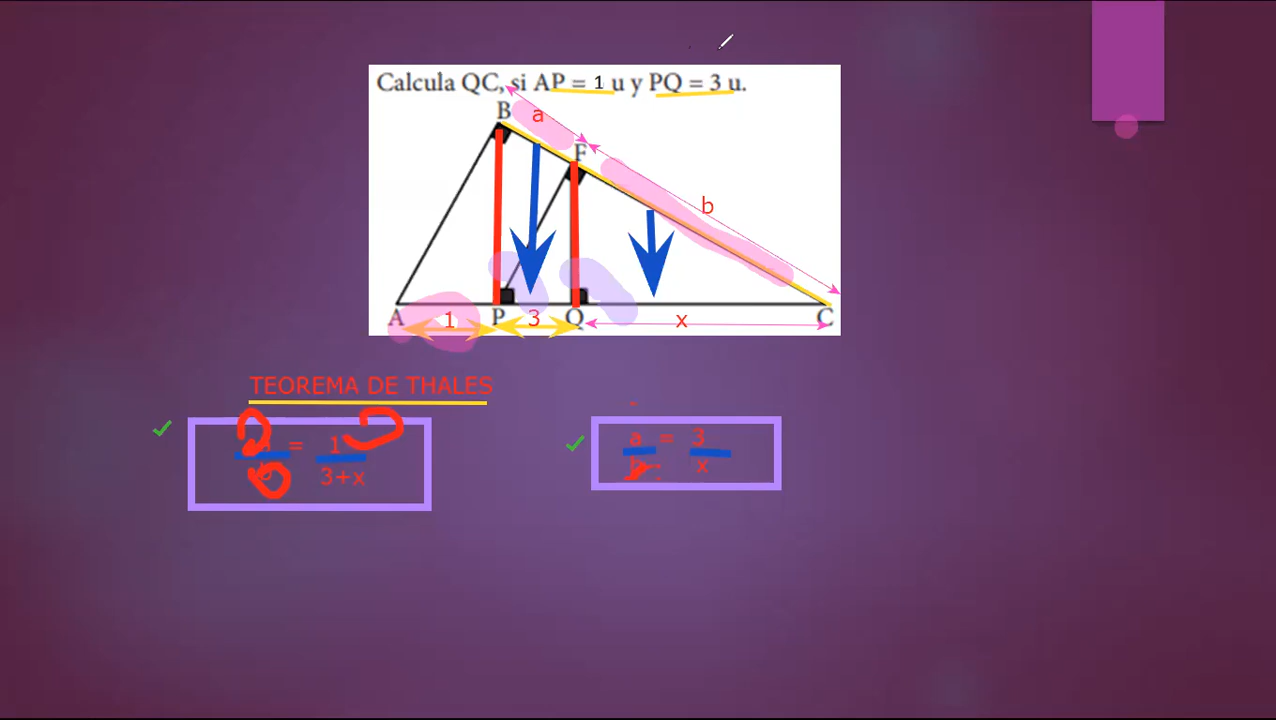 Calcula QC, si AP = 1 u y PQ = 3 u.
B
a
F
b
A
1
P
3
Q
x
C
TEOREMA DE THALES
= 1
3+x
a = 3
x